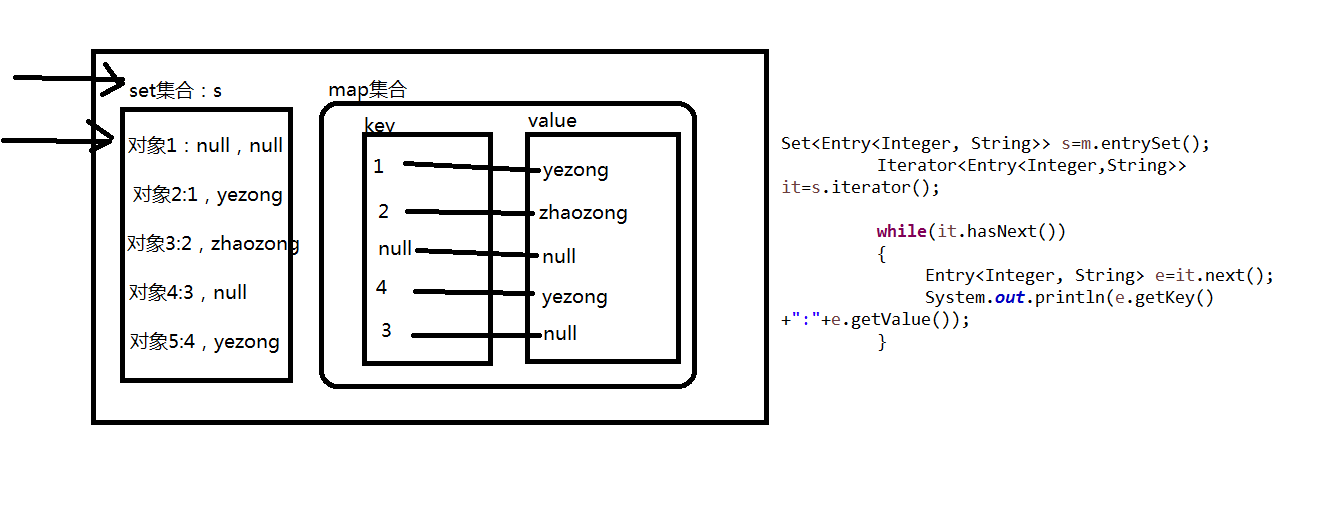 set集合：s
对象1：null，null
对象2:1，yezong
对象3:2，zhaozong
对象4:3，null
对象5:4，yezong
map集合
key
1
2
null
4
3
value
yezong
zhaozong
null
yezong
null
Set<Entry<Integer, String>> s=m.entrySet();
Iterator<Entry<Integer,String>>
it=s.iterator();
while(it.hasNext())
{
Entry<Integer, String> e=it.next();
System.out.println(e.getKey()
+":"+e.getValue());
}